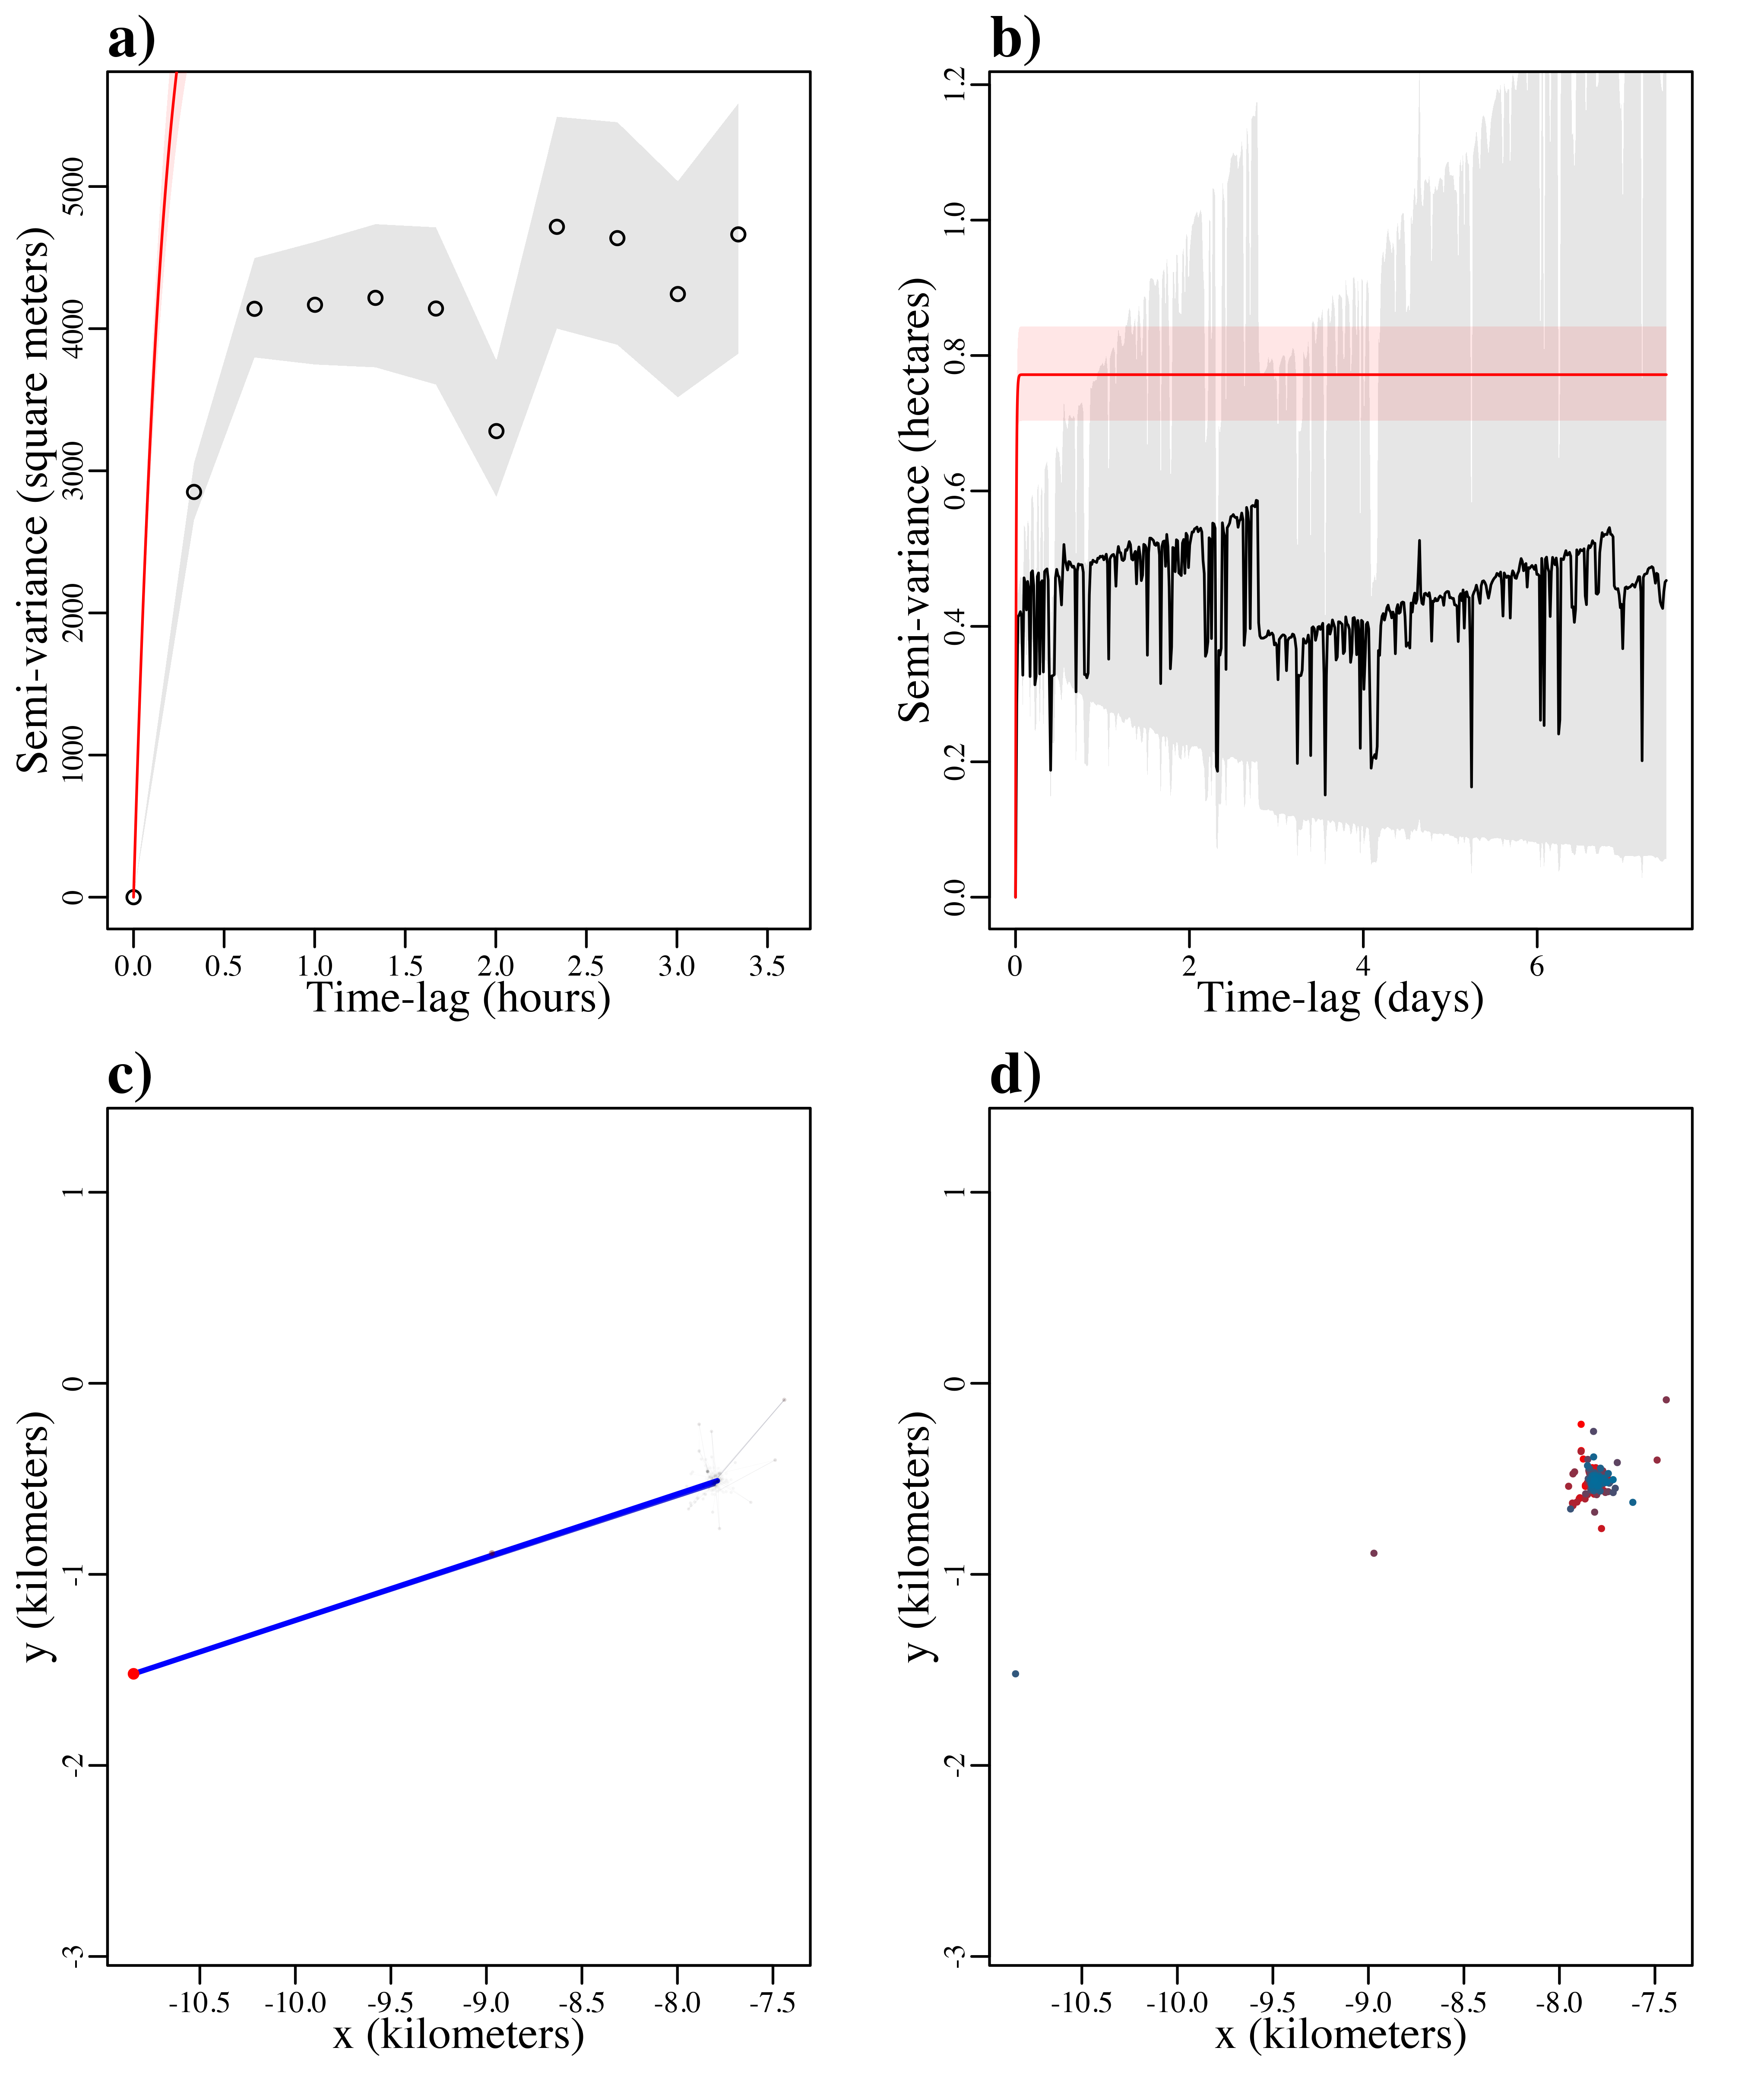 a)
Semi-variance (square meters)
0 1000 2000 3000 4000 5000
0.0 0.5 1.0 1.5 2.0 2.5 3.0 3.5
Time-lag (hours)
b)
Semi-variance (hectares)
0.0 0.2 0.4 0.6 0.8 1.0 1.2
0 2 4 6
Time-lag (days)
c)
y (kilometers)
-3 -2 -1 0 1
-10.5 -10.0 -9.5 -9.0 -8.5 -8.0 -7.5
x (kilometers)
d)
y (kilometers)
-3 -2 -1 0 1
-10.5 -10.0 -9.5 -9.0 -8.5 -8.0 -7.5
x (kilometers)